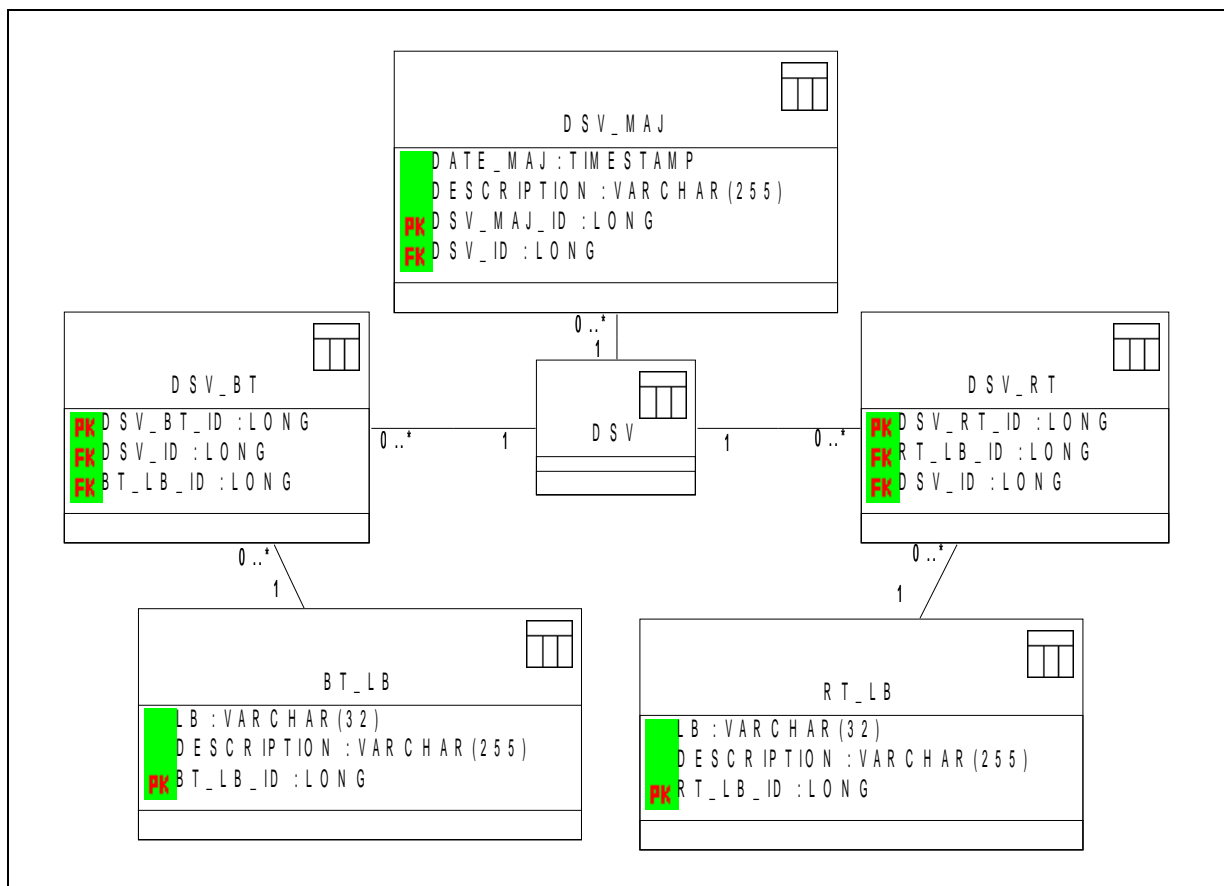 DSV_MAJ
DATE_MAJ:TIMESTAMP
DESCRIPTION:VARCHAR(255)
PK DSV_MAJ_ID:LONG
FK DSV_ID:LONG
0..*
1
DSV_BT
PK DSV_BT_ID:LONG
FK DSV_ID:LONG
FK BT_LB_ID:LONG
0..*
1
DSV
1
0..*
DSV_RT
PK DSV_RT_ID:LONG
FK RT_LB_ID:LONG
FK DSV_ID:LONG
0..*
1
0..*
1
BT_LB
LB:VARCHAR(32)
DESCRIPTION:VARCHAR(255)
PK BT_LB_ID:LONG
RT_LB
LB:VARCHAR(32)
DESCRIPTION:VARCHAR(255)
PK RT_LB_ID:LONG